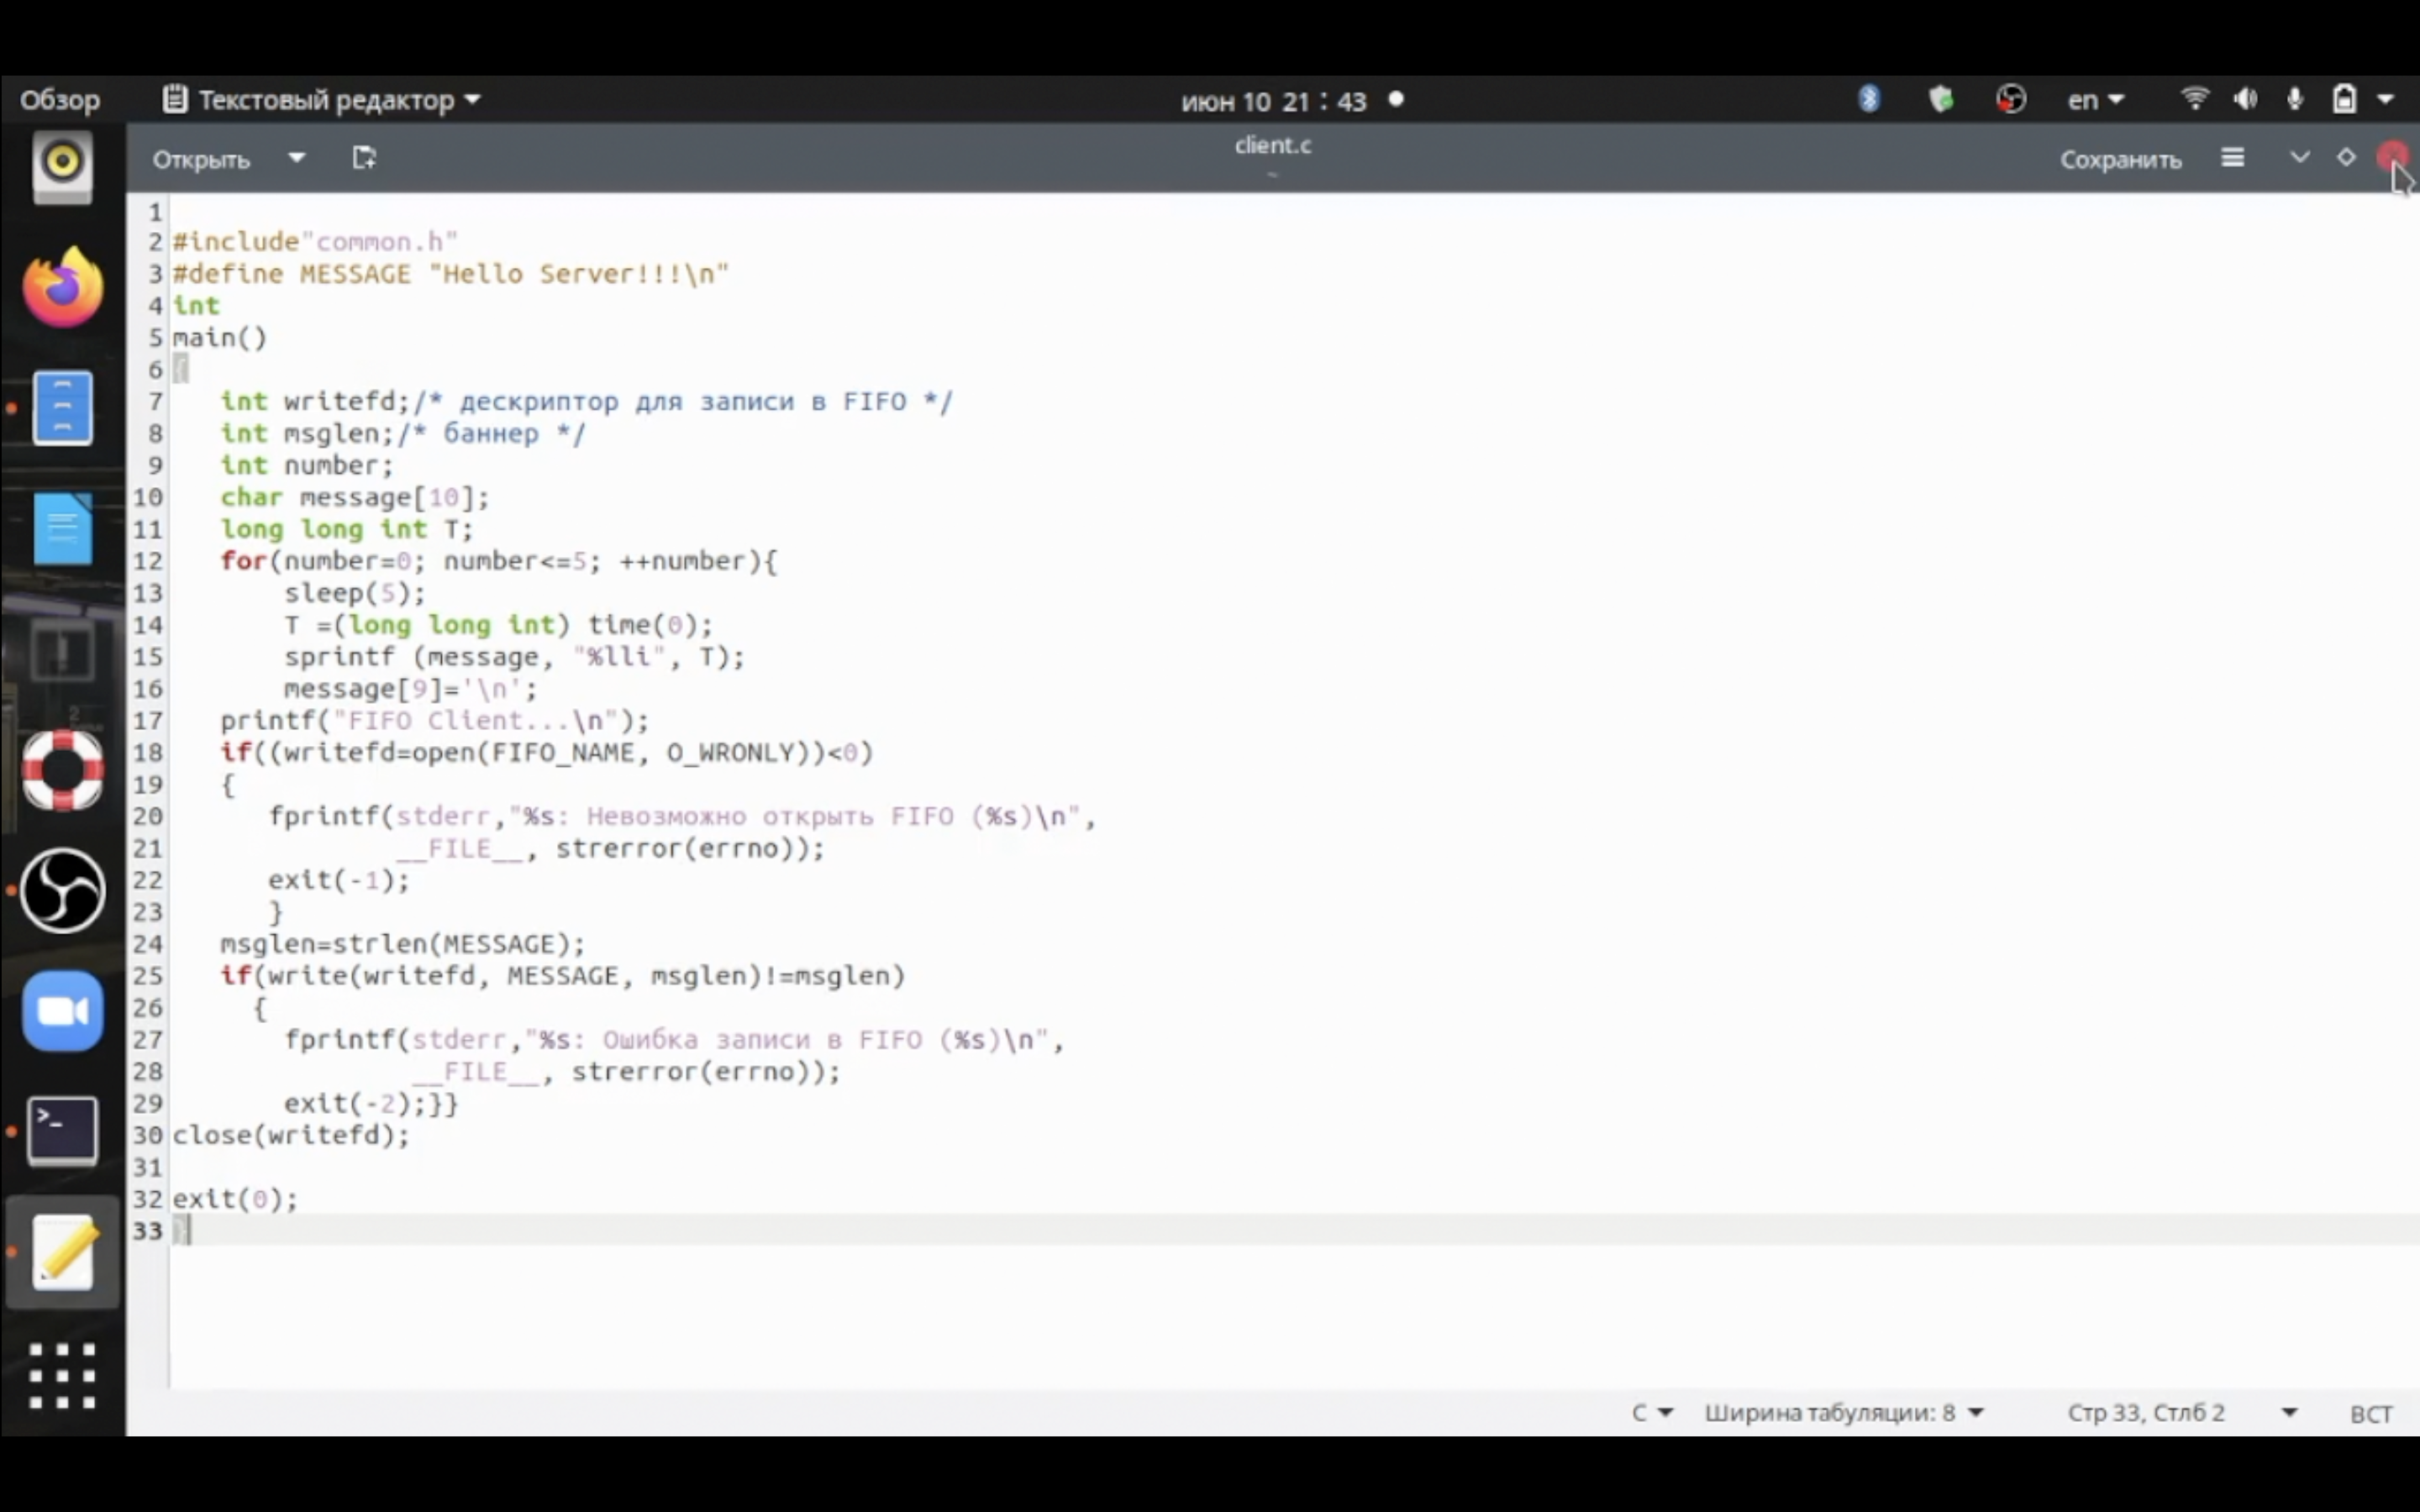 Обзор Текстовый редактор июн 10 21 : 43 en
Открыть client.c Сохранить
~
1
2 #include"common.h"
3 #define MESSAGE "Hello Server!!!\n"
4 int
5 main()
6 {
7 int writefd;/* дескриптор для записи в FIFO */
8 int msglen;/* баннер */
9 int number;
10 char message[10];
11 long long int T;
12 for(number=0; number<=5; ++number){
13 sleep(5);
14 T =(long long int) time(0);
15 sprintf (message, "%lli", T);
16 message[9]='\n';
17 printf("FIFO Client...\n");
18 if((writefd=open(FIFO_NAME, O_WRONLY))<0)
19 {
20 fprintf(stderr,"%s: Невозможно открыть FIFO (%s)\n",
21 __FILE__, strerror(errno));
22 exit(-1);
23 }
24 msglen=strlen(MESSAGE);
25 if(write(writefd, MESSAGE, msglen)!=msglen)
26 {
27 fprintf(stderr,"%s: Ошибка записи в FIFO (%s)\n",
28 __FILE__, strerror(errno));
29 exit(-2);}}
30 close(writefd);
31
32 exit(0);
33 }
C Ширина табуляции: 8 Стр 33, Стлб 2 ВСТ